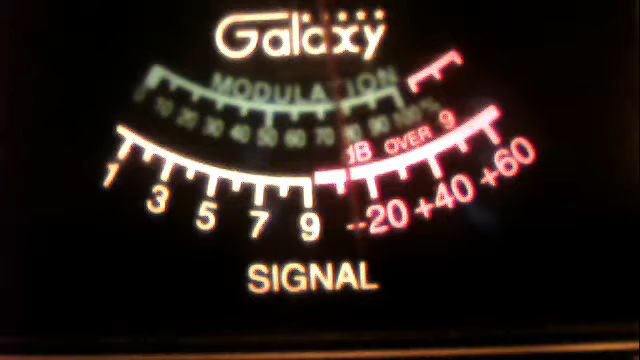 Galaxy
MODULATION
10 20 30 40 50 60 70 80 90 100%
dB OVER 9
1 3 5 7 9 +20 +40 +60
SIGNAL